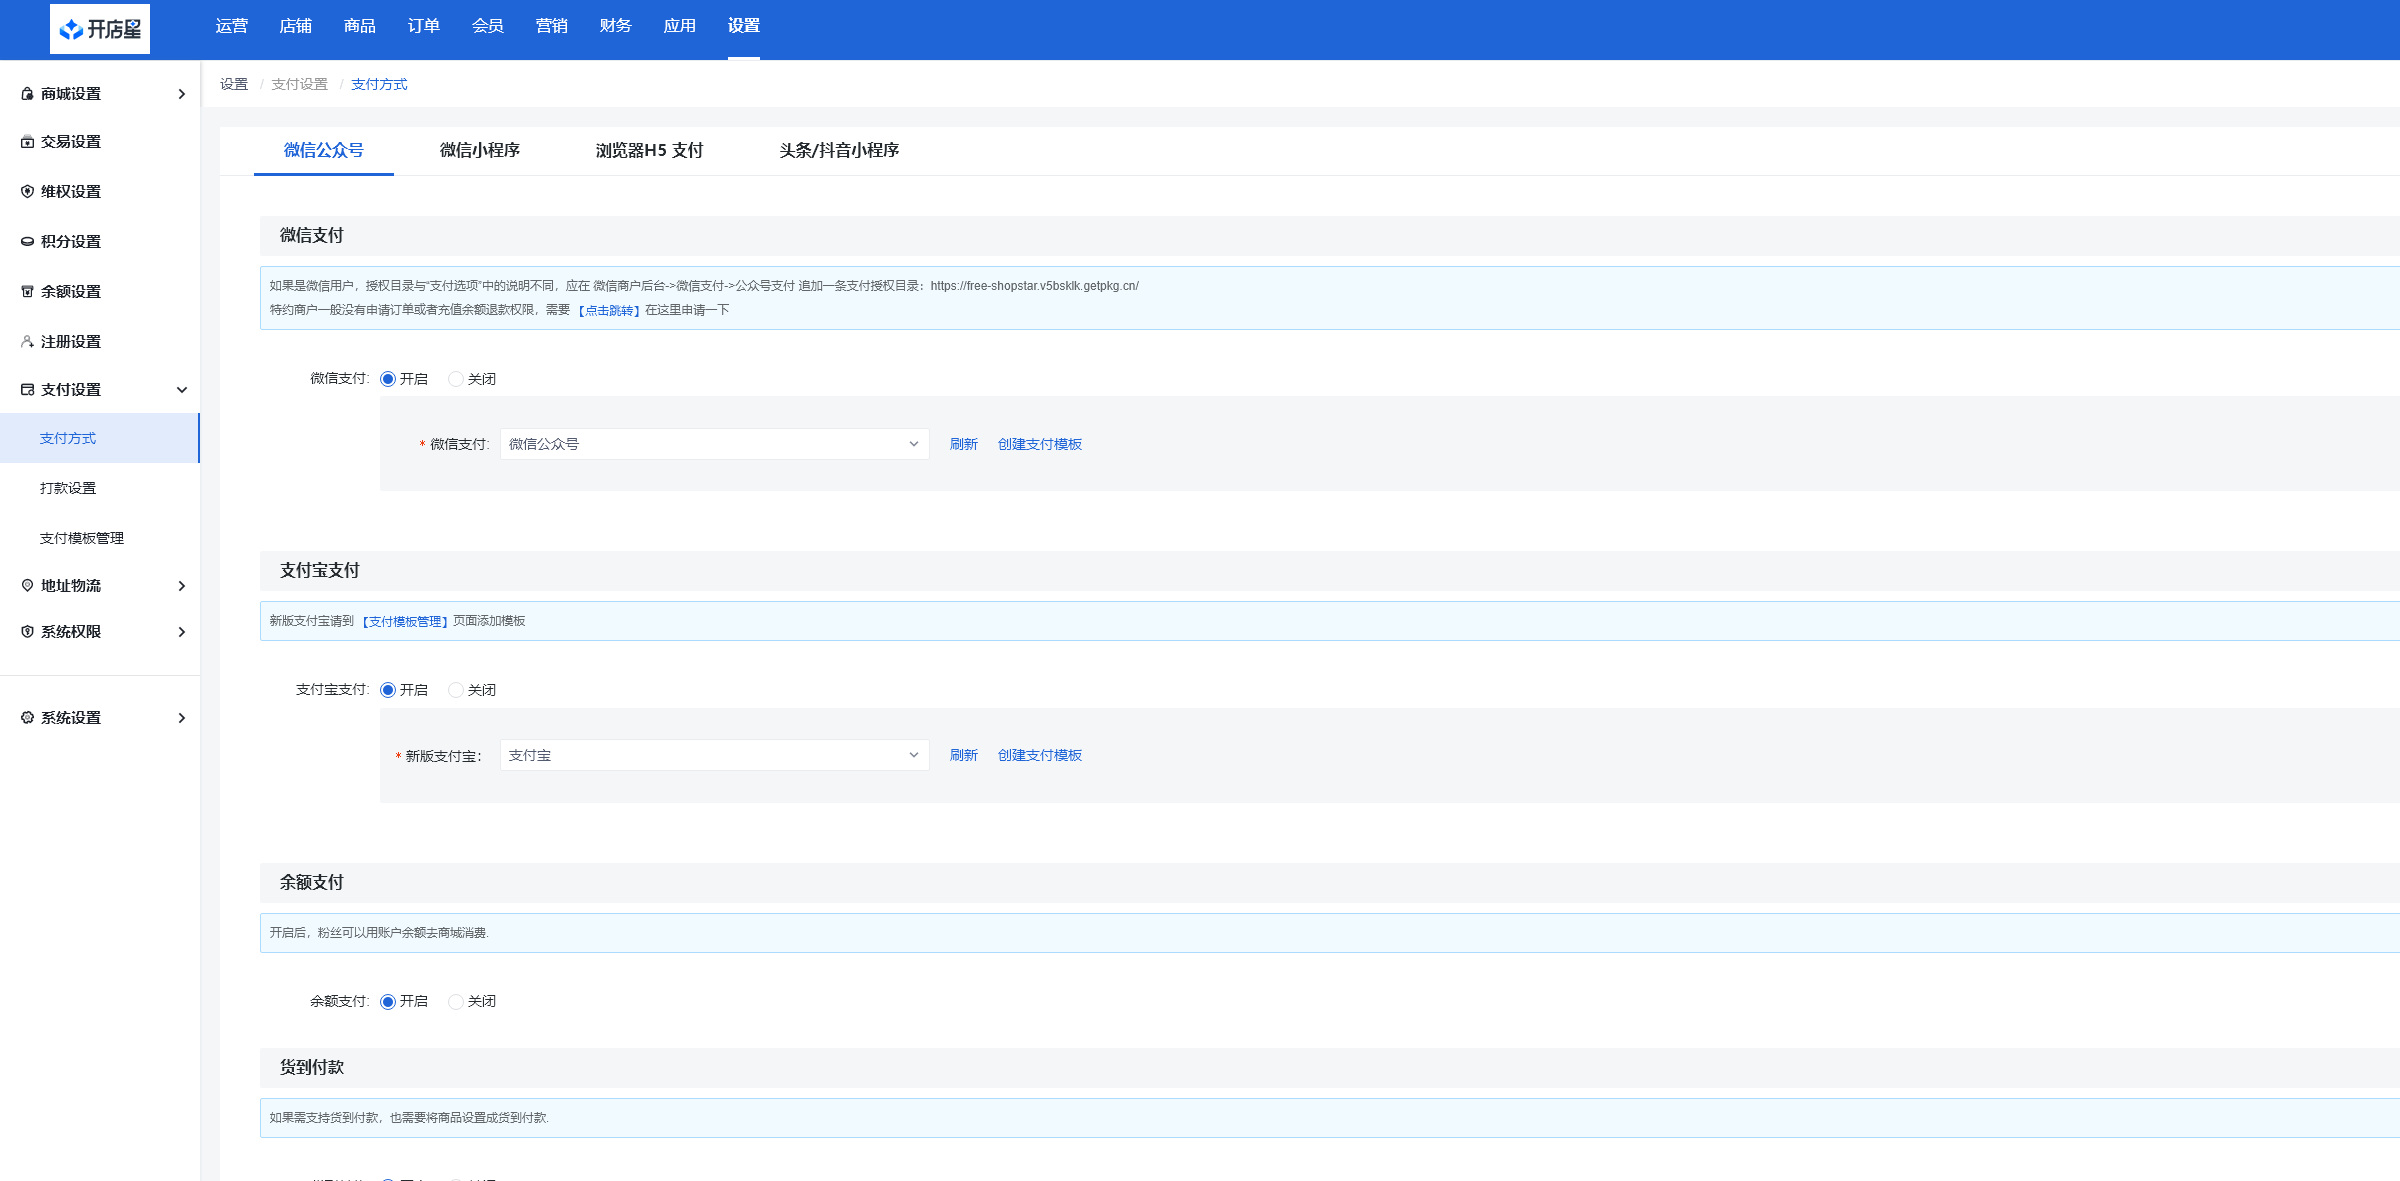 开店星
运营 店铺 商品 订单 会员 营销 财务 应用 设置
商城设置
交易设置
维权设置
积分设置
余额设置
注册设置
支付设置
支付方式
打款设置
支付模板管理
地址物流
系统权限
系统设置
设置 / 支付设置 / 支付方式
微信公众号 微信小程序 浏览器H5 支付 头条/抖音小程序
微信支付
如果是微信用户，授权目录与“支付选项”中的说明不同，应在 微信商户后台->微信支付->公众号支付 追加一条支付授权目录：https://free-shopstar.v5bsklk.getpkg.cn/
特约商户一般没有申请订单或者充值余额退款权限，需要 【点击跳转】 在这里申请一下
微信支付: 开启 关闭
* 微信支付: 微信公众号 刷新 创建支付模板
支付宝支付
新版支付宝请到 【支付模板管理】 页面添加模板
支付宝支付: 开启 关闭
* 新版支付宝： 支付宝 刷新 创建支付模板
余额支付
开启后，粉丝可以用账户余额去商城消费.
余额支付: 开启 关闭
货到付款
如果需支持货到付款，也需要将商品设置成货到付款.